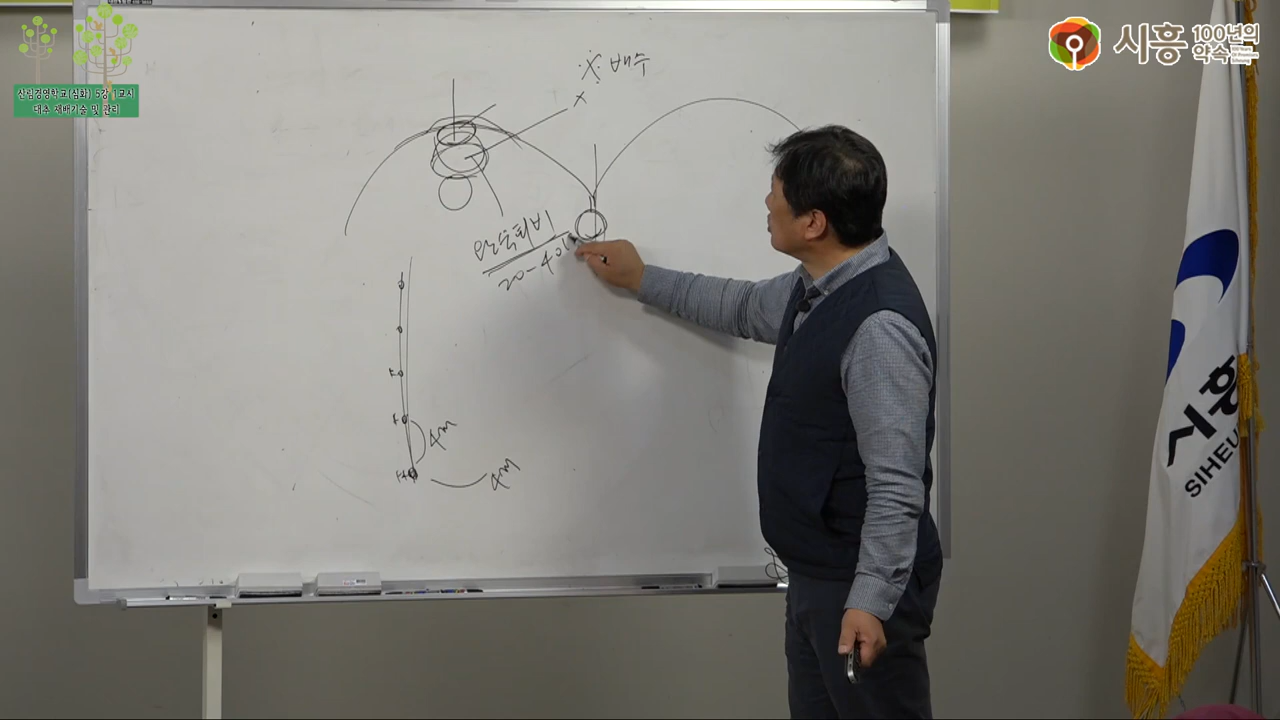 산림경영학교(심화) 5강 1교시
대추 재배기술 및 관리
시흥 100년의 약속
※ 배수
완숙퇴비
20-40
4m
4m
시흥
SIHEU